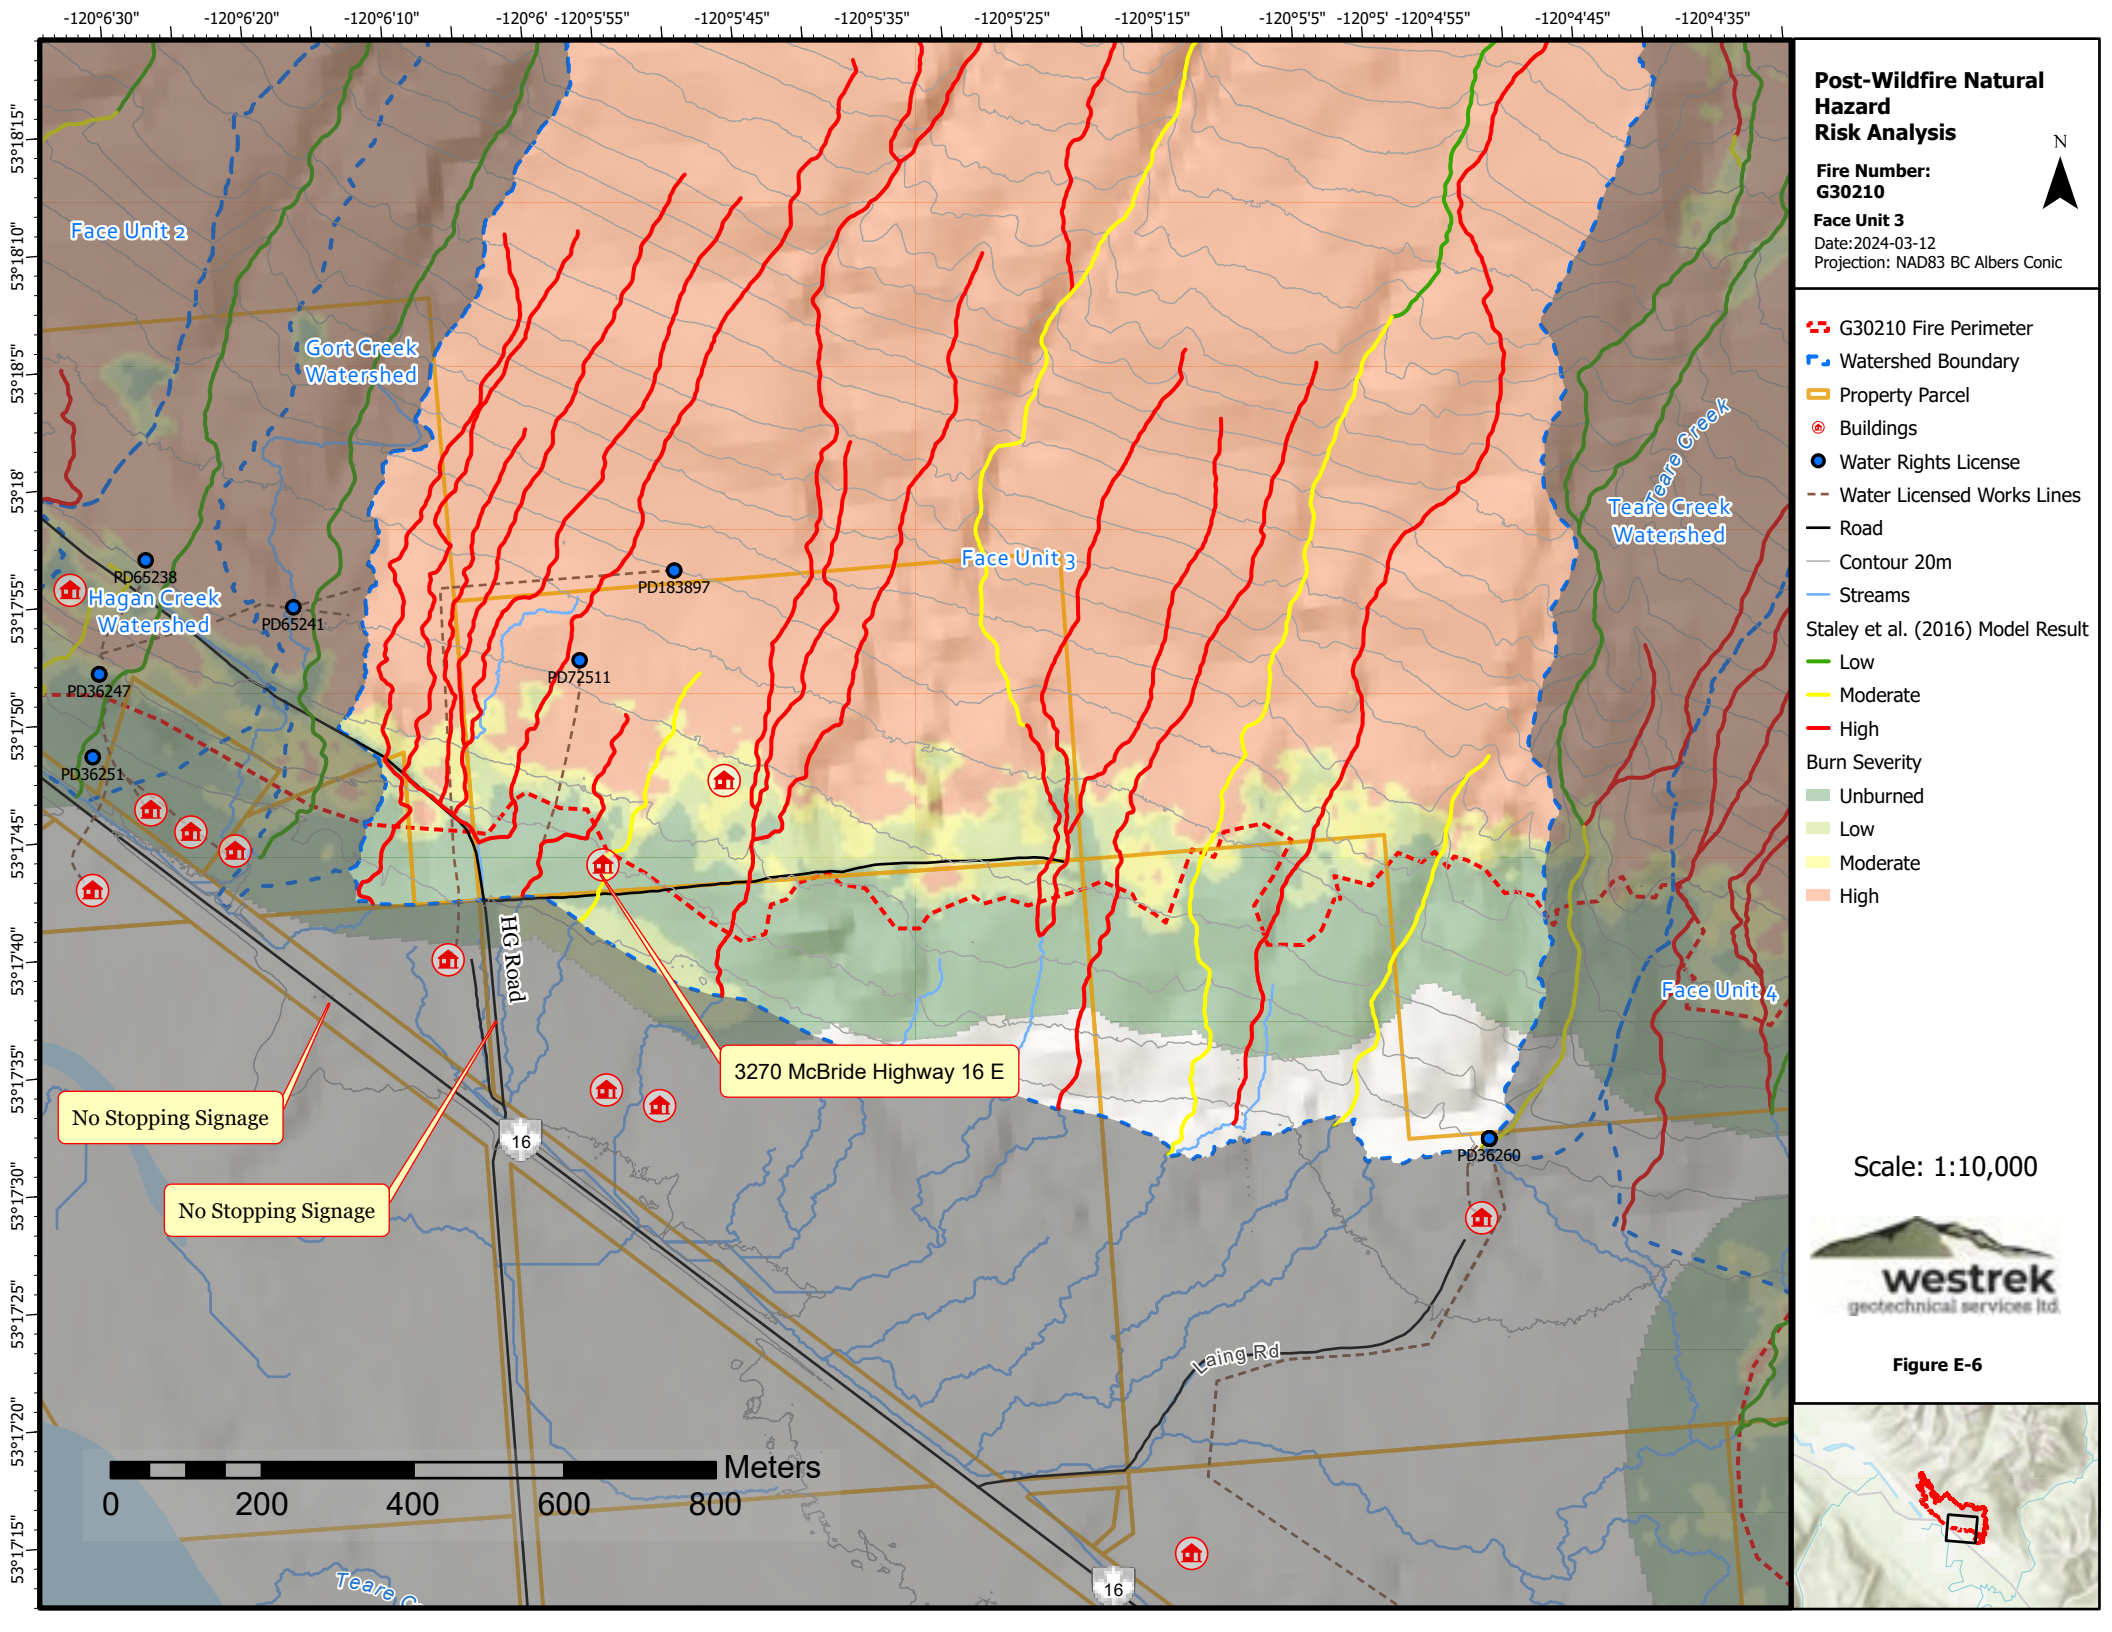 -120°6'30" -120°6'20" -120°6'10" -120°6' -120°5'55" -120°5'45" -120°5'35" -120°5'25" -120°5'15" -120°5'5" -120°5' -120°4'55" -120°4'45" -120°4'35"
53°18'15"
53°18'10"
53°18'5"
53°18'
53°17'55"
53°17'50"
53°17'45"
53°17'40"
53°17'35"
53°17'30"
53°17'25"
53°17'20"
53°17'15"
Face Unit 2
Gort Creek
Watershed
Teare Creek
Teare Creek
Watershed
Face Unit 3
PD65238
Hagan Creek
Watershed
PD65241
PD183897
PD36247
PD72511
PD36251
HG Road
Face Unit 4
3270 McBride Highway 16 E
No Stopping Signage
16
PD36260
No Stopping Signage
Laing Rd
Meters
0 200 400 600 800
Teare C
16
Post-Wildfire Natural
Hazard
Risk Analysis
N
Fire Number:
G30210
Face Unit 3
Date:2024-03-12
Projection: NAD83 BC Albers Conic
G30210 Fire Perimeter
Watershed Boundary
Property Parcel
Buildings
Water Rights License
Water Licensed Works Lines
Road
Contour 20m
Streams
Staley et al. (2016) Model Result
Low
Moderate
High
Burn Severity
Unburned
Low
Moderate
High
Scale: 1:10,000
westrek
geotechnical services ltd.
Figure E-6